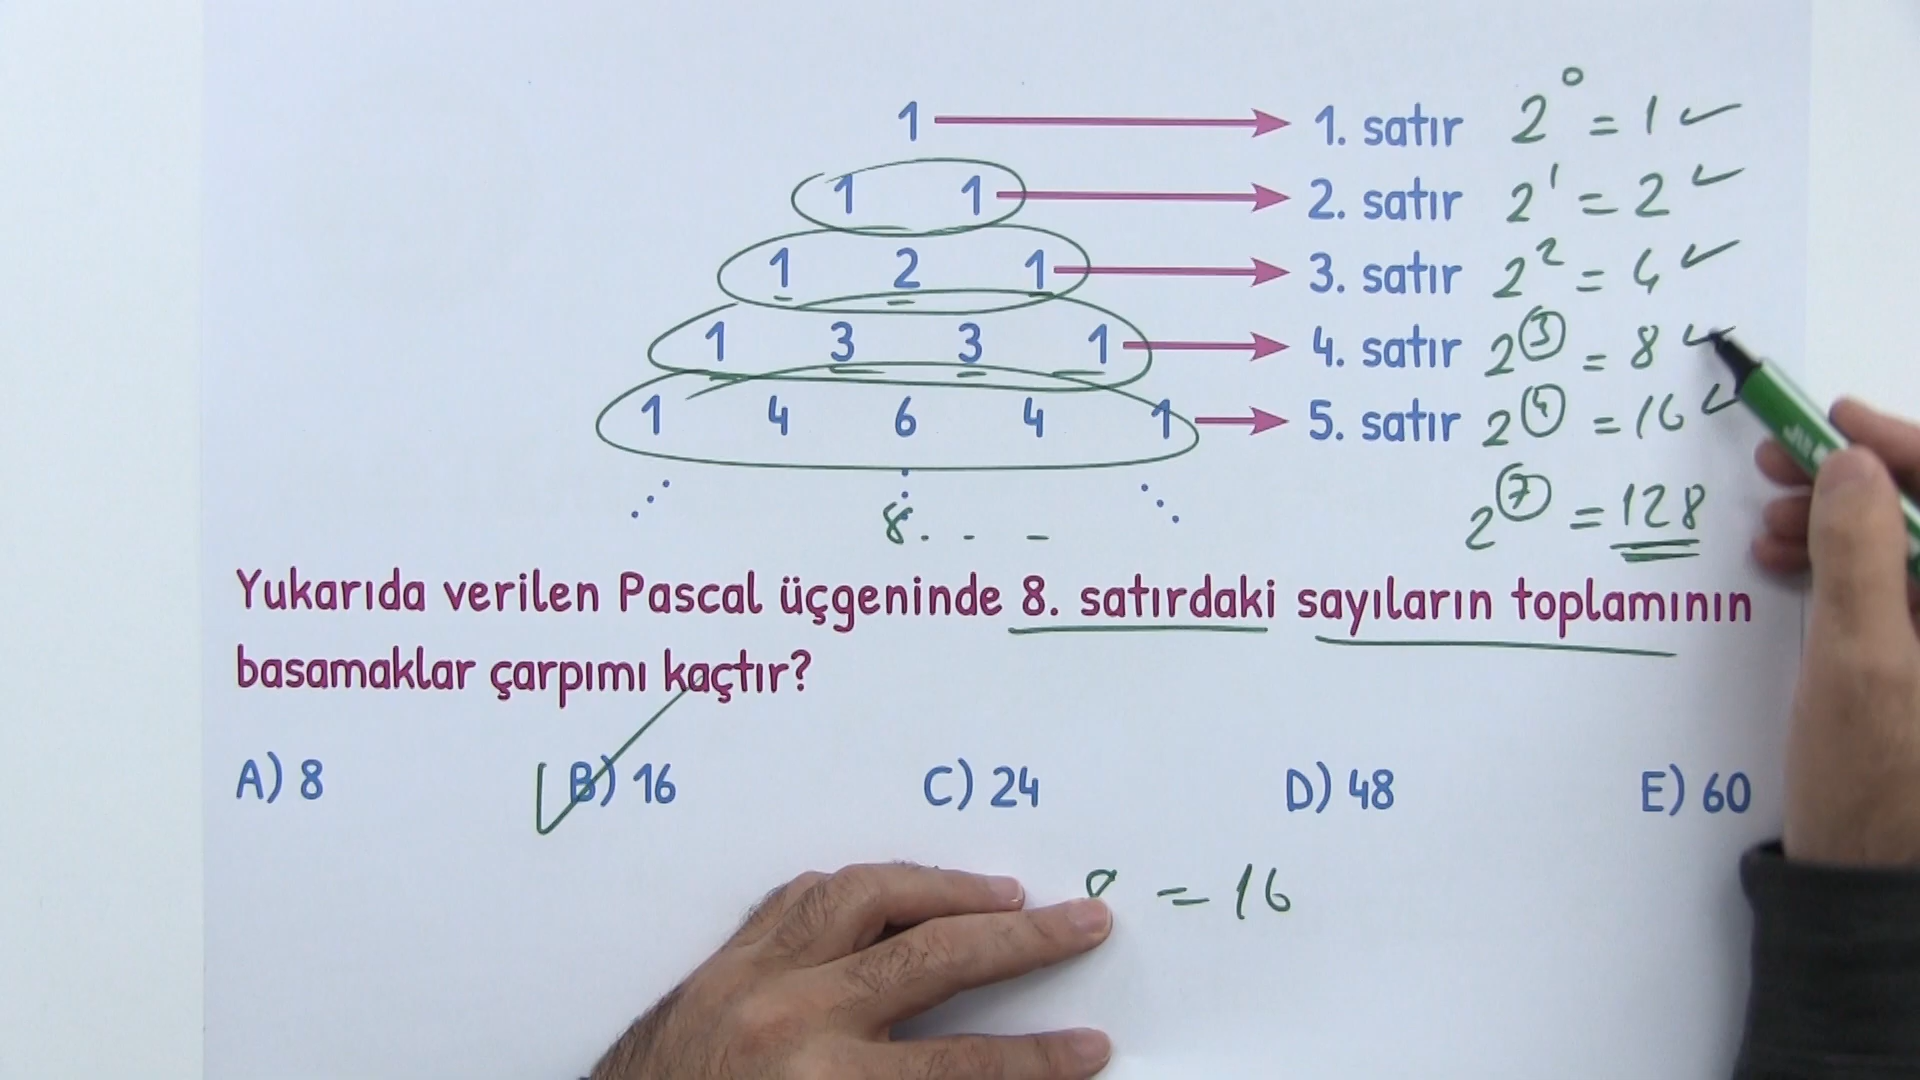 1 1. satır 2⁰ = 1 ✓
1 1 2. satır 2¹ = 2 ✓
1 2 1 3. satır 2² = 4 ✓
1 3 3 1 4. satır 2³ = 8 ✓
1 4 6 4 1 5. satır 2⁴ = 16 ✓
8. - - 2⁷ = 128
Yukarıda verilen Pascal üçgeninde 8. satırdaki sayıların toplamının
basamaklar çarpımı kaçtır?
A) 8 B) 16 C) 24 D) 48 E) 60
8 = 16